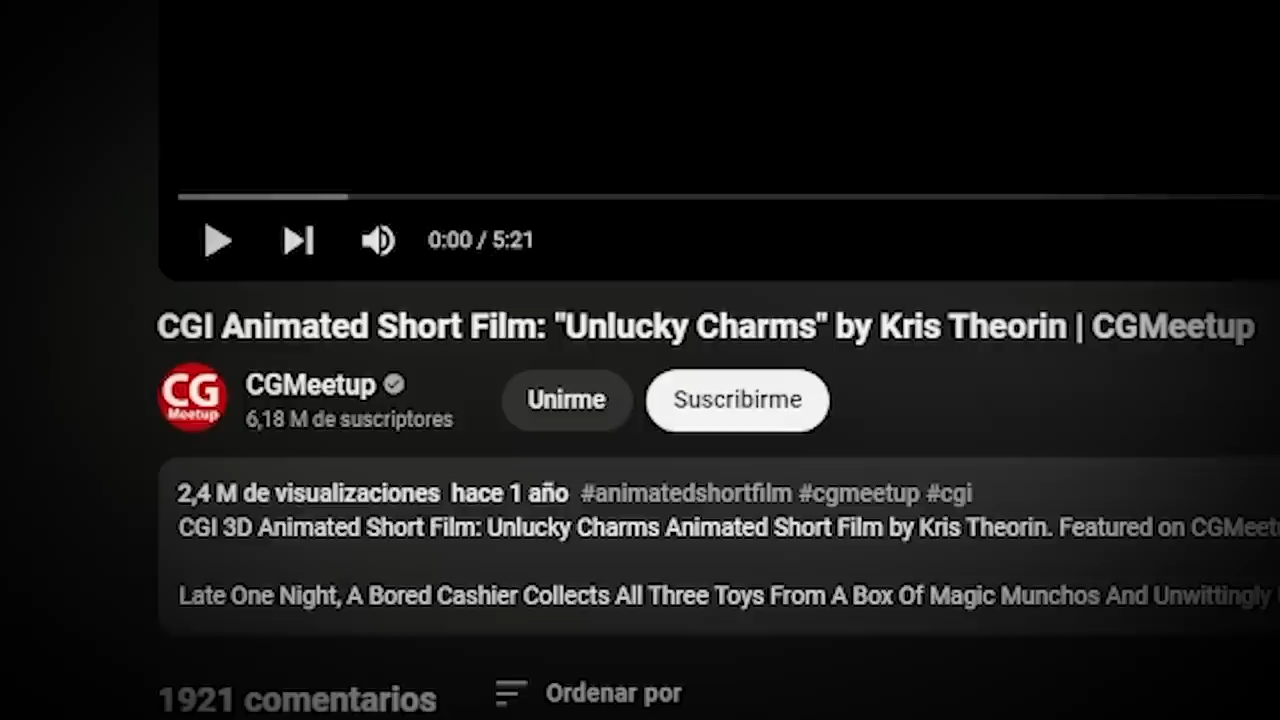 0:00 / 5:21
CGI Animated Short Film: "Unlucky Charms" by Kris Theorin | CGMeetup
CG
Meetup
CGMeetup
6,18 M de suscriptores
Unirme
Suscribirme
2,4 M de visualizaciones hace 1 año #animatedshortfilm #cgmeetup #cgi
CGI 3D Animated Short Film: Unlucky Charms Animated Short Film by Kris Theorin. Featured on CGMeet
Late One Night, A Bored Cashier Collects All Three Toys From A Box Of Magic Munchos And Unwittingly
1921 comentarios
Ordenar por